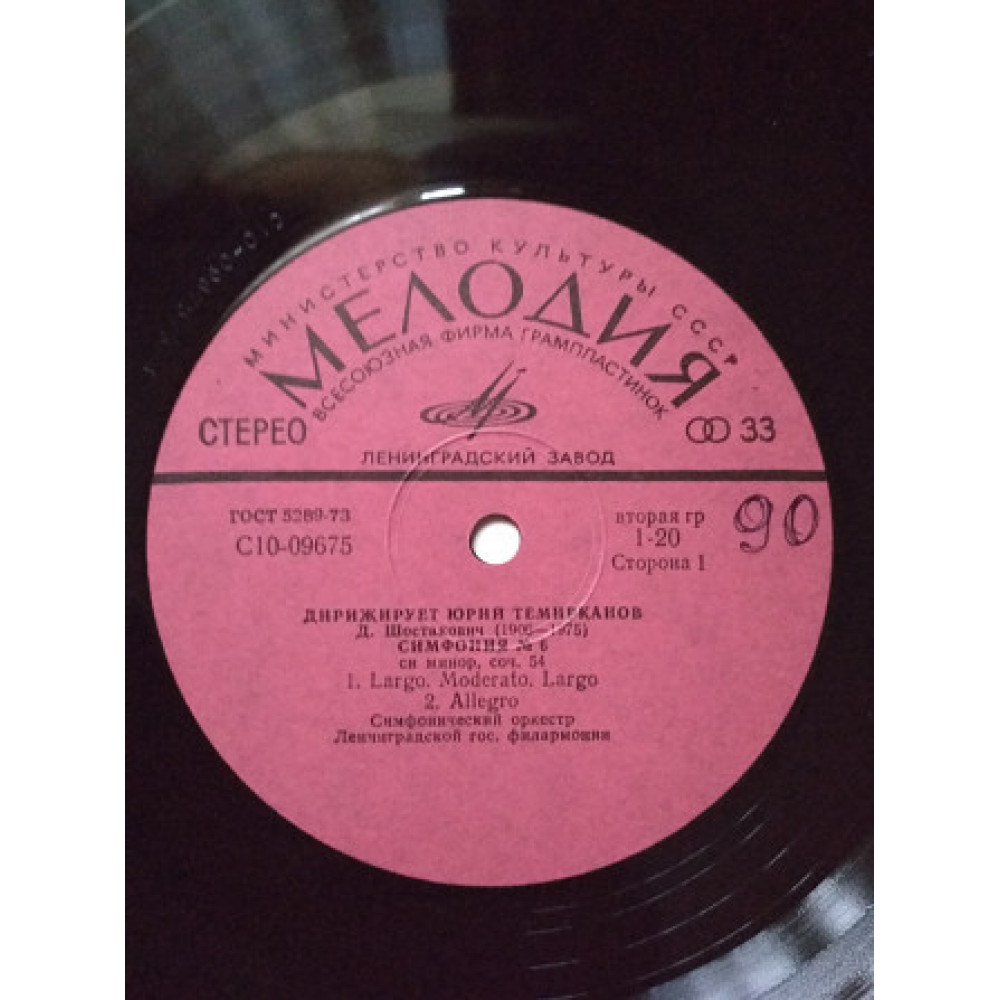 МИНИСТЕРСТВО КУЛЬТУРЫ СССР
МЕЛОДИЯ
ВСЕСОЮЗНАЯ ФИРМА ГРАМПЛАСТИНОК
СТЕРЕО
33
ЛЕНИНГРАДСКИЙ ЗАВОД
ГОСТ 5289-73
С10-09675
вторая гр
1-20
Сторона 1
90
ДИРИЖИРУЕТ ЮРИЙ ТЕМИРКАНОВ
Д. Шостакович (1906—1975)
СИМФОНИЯ № 6
си минор, соч. 54
1. Largo. Moderato. Largo
2. Allegro
Симфонический оркестр
Ленинградской гос. филармонии